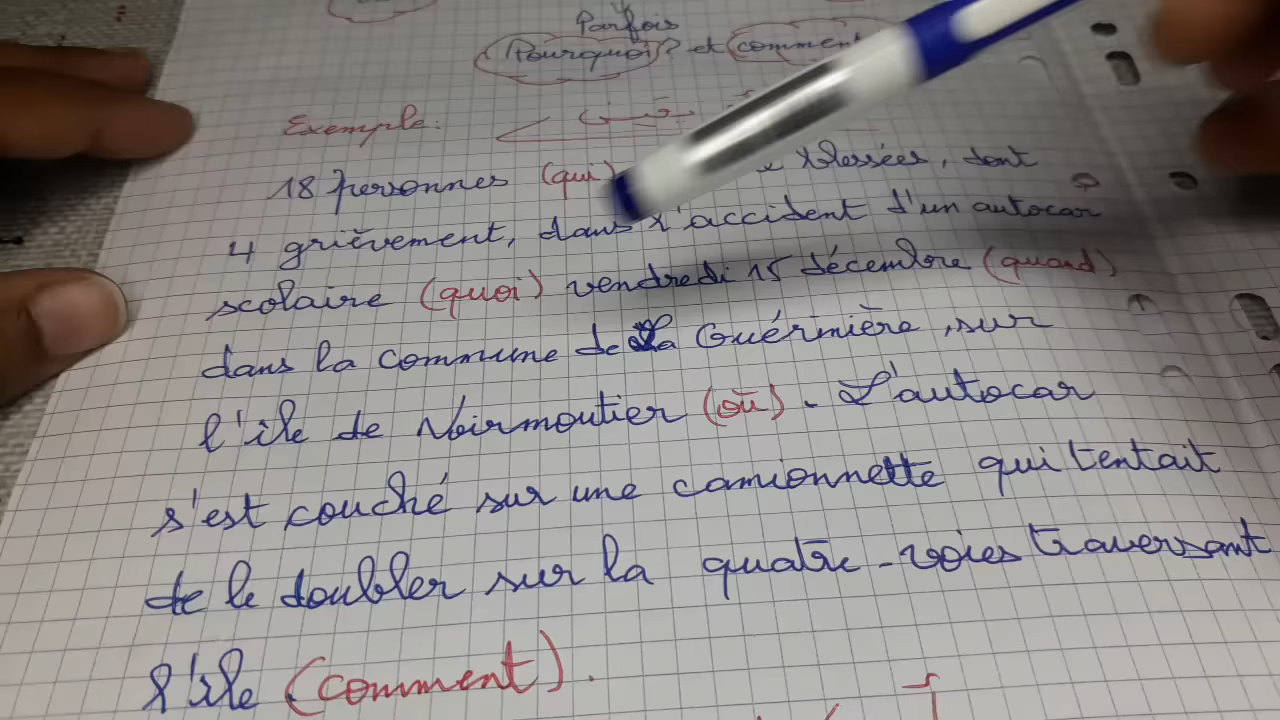 Parfois
Pourquoi? et comment
Exemple:
18 personnes (qui) blessées, dont
4 grièvement, dans l'accident d'un autocar
scolaire (quoi) vendredi 15 décembre (quand)
dans la commune de la Guérinière, sur
l'île de Noirmoutier (où). L'autocar
s'est couché sur une camionnette qui tentait
de le doubler sur la quatre-voies traversant
l'île (comment).